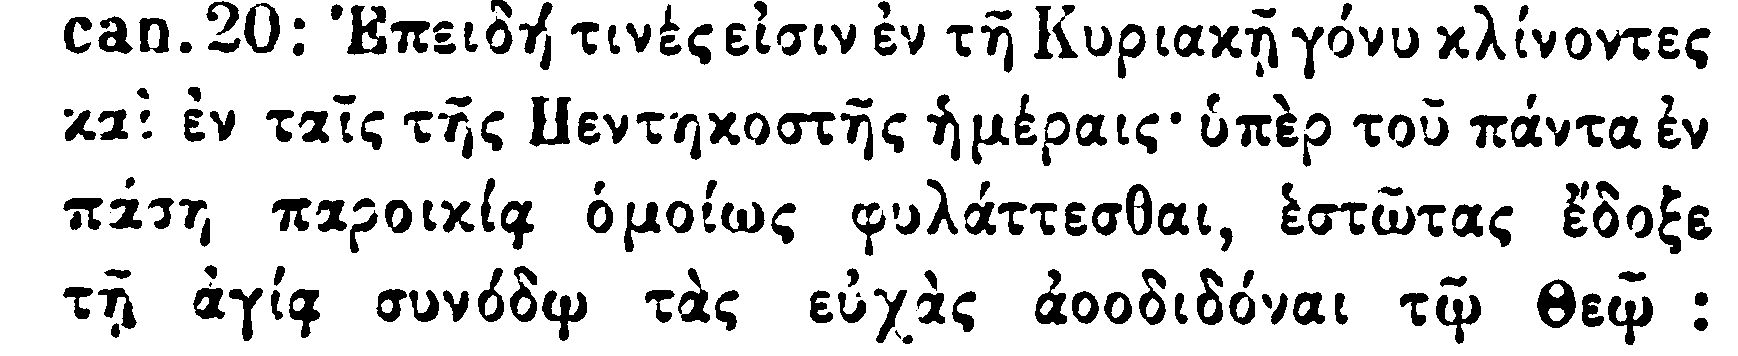 can. 20: Ἐπειδή τινές εἰσιν ἐν τῇ Κυριακῇ γόνυ κλίνοντες
καὶ ἐν ταῖς τῆς Πεντηκοστῆς ἡμέραις· ὑπὲρ τοῦ πάντα ἐν
πάσῃ παροικίᾳ ὁμοίως φυλάττεσθαι, ἑστῶτας ἔδοξε
τῇ ἁγίᾳ συνόδῳ τὰς εὐχὰς ἀοοδιδόναι τῷ Θεῷ :